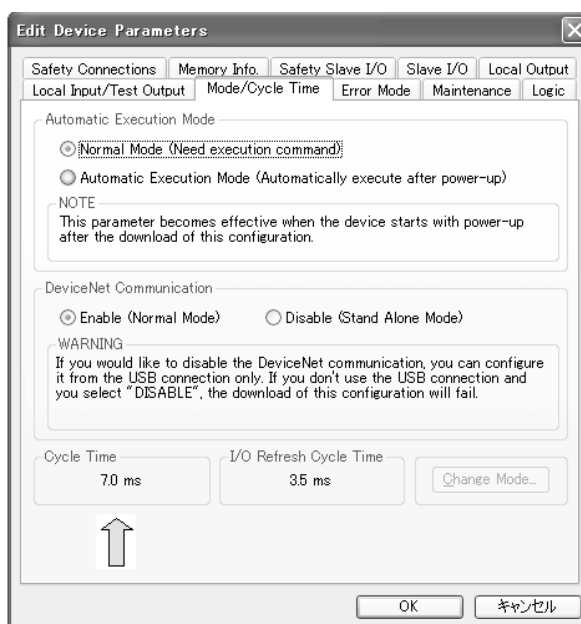 Edit Device Parameters
Safety Connections Memory Info. Safety Slave I/O Slave I/O Local Output
Local Input/Test Output Mode/Cycle Time Error Mode Maintenance Logic
Automatic Execution Mode
Normal Mode (Need execution command)
Automatic Execution Mode (Automatically execute after power-up)
NOTE
This parameter becomes effective when the device starts with power-up
after the download of this configuration.
DeviceNet Communication
Enable (Normal Mode) Disable (Stand Alone Mode)
WARNING
If you would like to disable the DeviceNet communication, you can configure
it from the USB connection only. If you don't use the USB connection and
you select "DISABLE", the download of this configuration will fail.
Cycle Time I/O Refresh Cycle Time
7.0 ms 3.5 ms Change Mode...
OK キャンセル